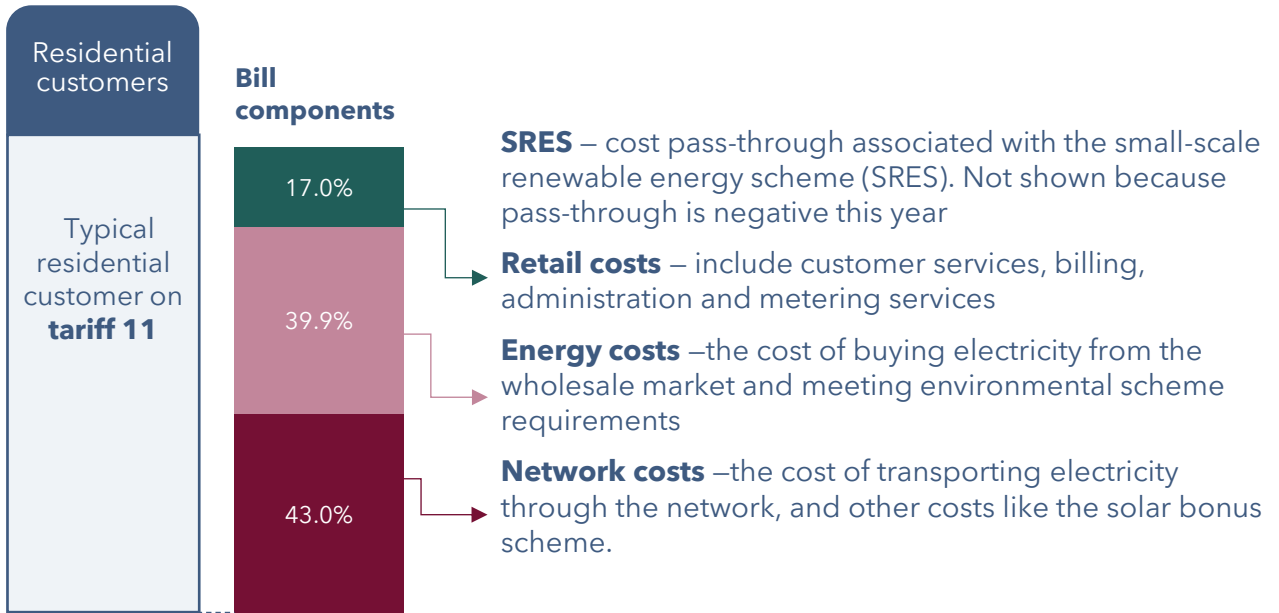 Residential
customers
Typical
residential
customer on
tariff 11
Bill
components
17.0%
39.9%
43.0%
SRES – cost pass-through associated with the small-scale
renewable energy scheme (SRES). Not shown because
pass-through is negative this year
Retail costs – include customer services, billing,
administration and metering services
Energy costs –the cost of buying electricity from the
wholesale market and meeting environmental scheme
requirements
Network costs –the cost of transporting electricity
through the network, and other costs like the solar bonus
scheme.